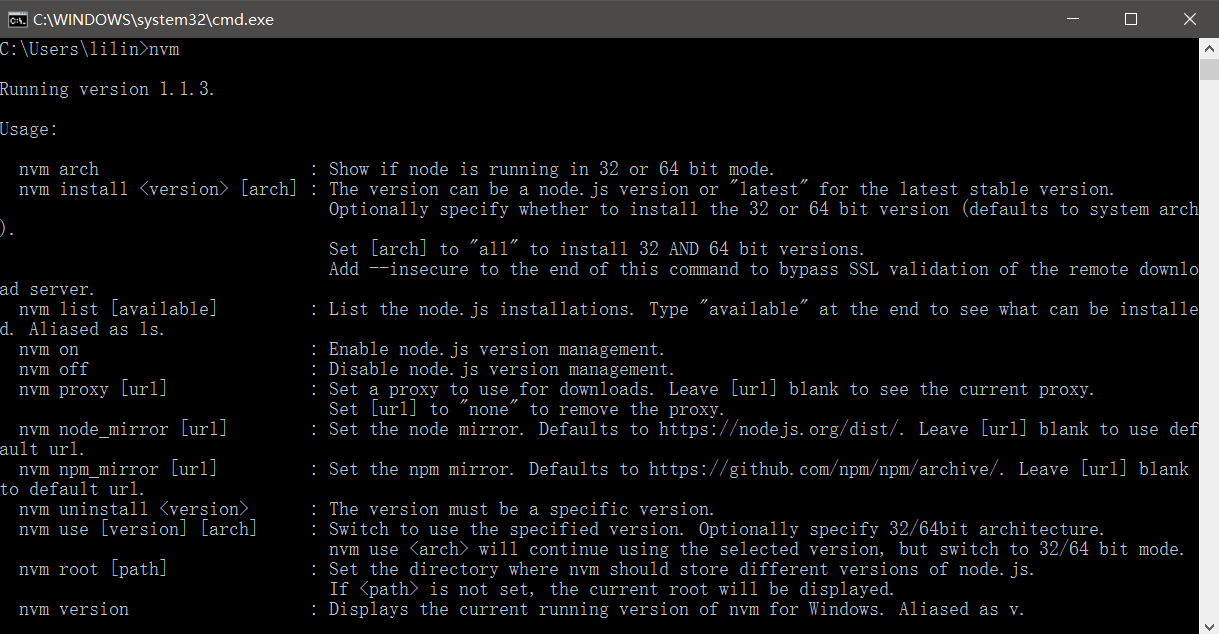 C:\WINDOWS\system32\cmd.exe
C:\Users\lilin>nvm
Running version 1.1.3.
Usage:
nvm arch : Show if node is running in 32 or 64 bit mode.
nvm install <version> [arch] : The version can be a node.js version or "latest" for the latest stable version.
Optionally specify whether to install the 32 or 64 bit version (defaults to system arch
).
Set [arch] to "all" to install 32 AND 64 bit versions.
Add --insecure to the end of this command to bypass SSL validation of the remote downlo
ad server.
nvm list [available] : List the node.js installations. Type "available" at the end to see what can be installe
d. Aliased as ls.
nvm on : Enable node.js version management.
nvm off : Disable node.js version management.
nvm proxy [url] : Set a proxy to use for downloads. Leave [url] blank to see the current proxy.
Set [url] to "none" to remove the proxy.
nvm node_mirror [url] : Set the node mirror. Defaults to https://nodejs.org/dist/. Leave [url] blank to use def
ault url.
nvm npm_mirror [url] : Set the npm mirror. Defaults to https://github.com/npm/npm/archive/. Leave [url] blank
to default url.
nvm uninstall <version> : The version must be a specific version.
nvm use [version] [arch] : Switch to use the specified version. Optionally specify 32/64bit architecture.
nvm use <arch> will continue using the selected version, but switch to 32/64 bit mode.
nvm root [path] : Set the directory where nvm should store different versions of node.js.
If <path> is not set, the current root will be displayed.
nvm version : Displays the current running version of nvm for Windows. Aliased as v.